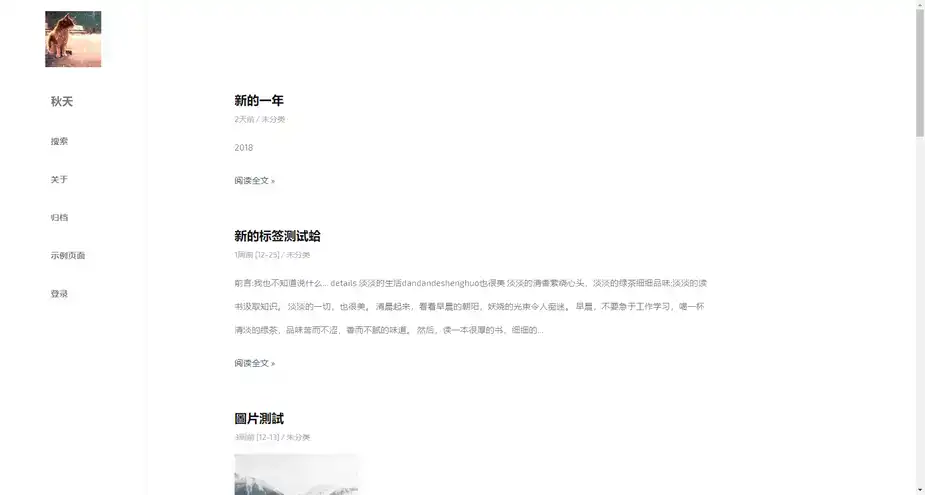 秋天
搜索
关于
归档
示例页面
登录
新的一年
2天前 / 未分类
2018
阅读全文 »
新的标签测试蛤
1周前 [12-25] / 未分类
前言:我也不知道说什么... details 淡淡的生活dandandeshenghuo也很美 淡淡的清香萦绕心头，淡淡的绿茶细细品味;淡淡的读
书汲取知识。 淡淡的一切，也很美。 清晨起来，看着早晨的朝阳，妖娆的光束令人痴迷。 早晨，不要急于工作学习，喝一杯
清淡的绿茶，品味苦而不涩，香而不腻的味道。 然后，读一本很厚的书，细细的...
阅读全文 »
圖片測試
3周前 [12-13] / 未分类